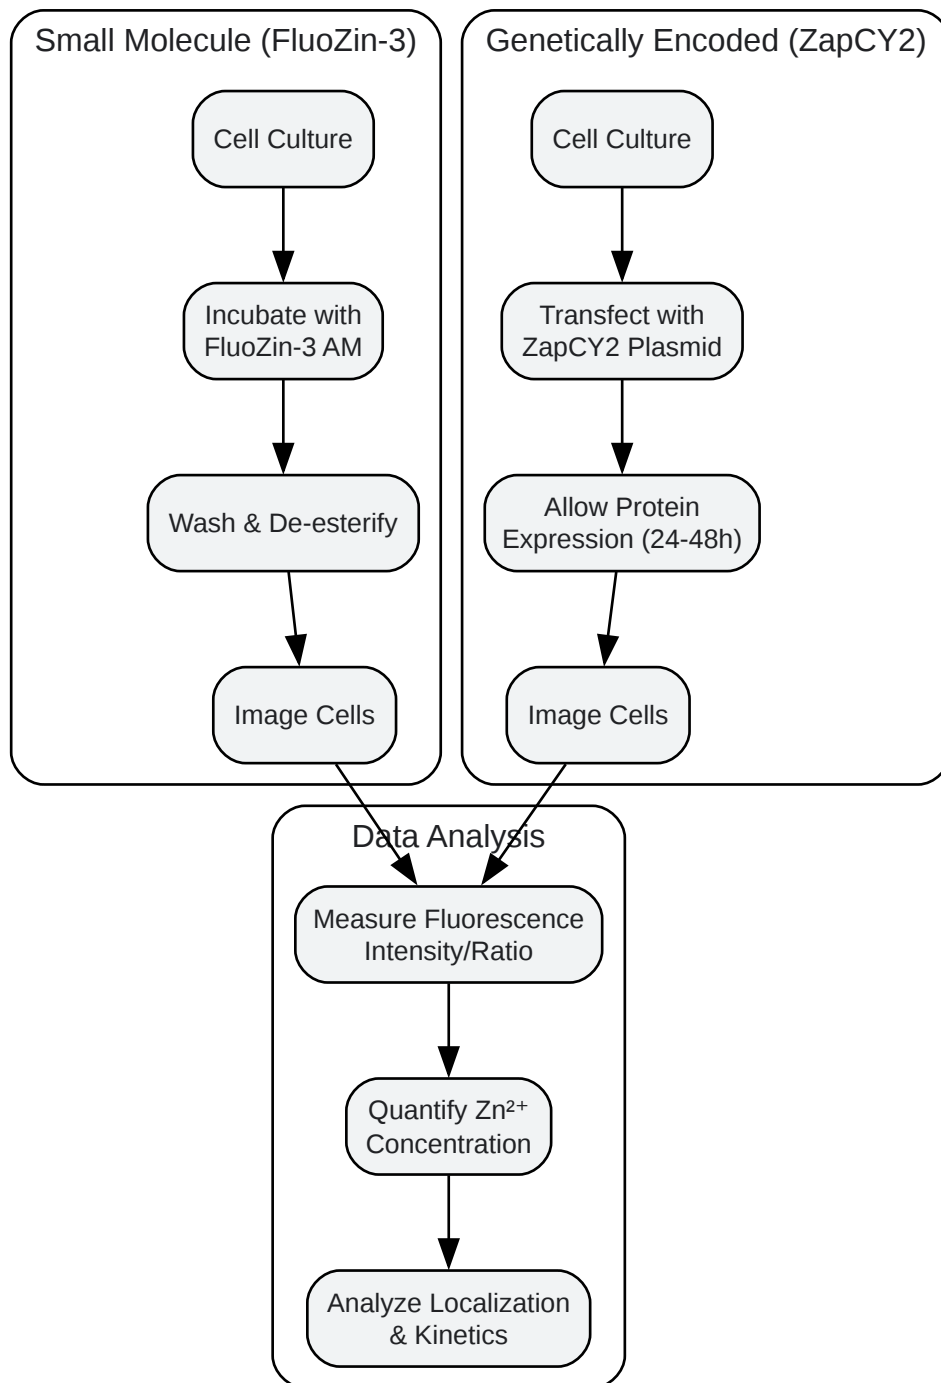 Small Molecule (FluoZin-3)
Cell Culture
Incubate with
FluoZin-3 AM
Wash & De-esterify
Image Cells
Genetically Encoded (ZapCY2)
Cell Culture
Transfect with
ZapCY2 Plasmid
Allow Protein
Expression (24-48h)
Image Cells
Data Analysis
Measure Fluorescence
Intensity/Ratio
Quantify Zn²⁺
Concentration
Analyze Localization
& Kinetics